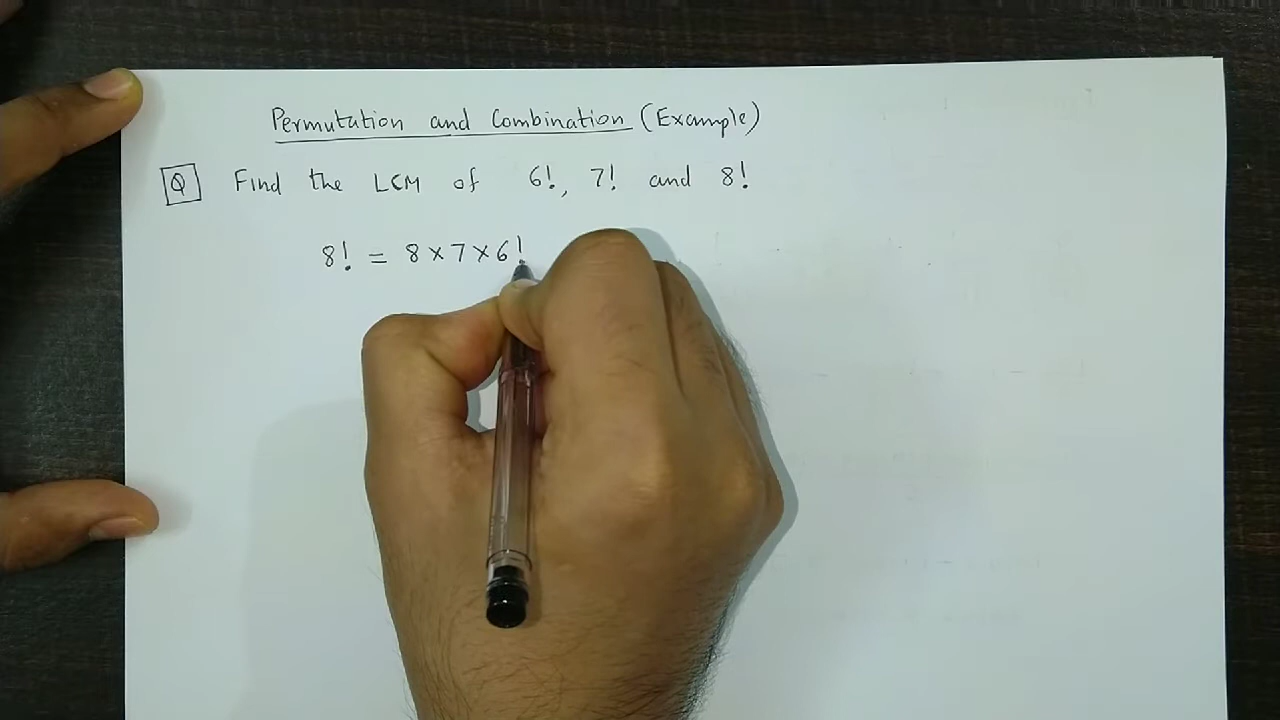 Permutation and Combination (Example)
Q Find the LCM of 6!, 7! and 8!
8! = 8 × 7 × 6!